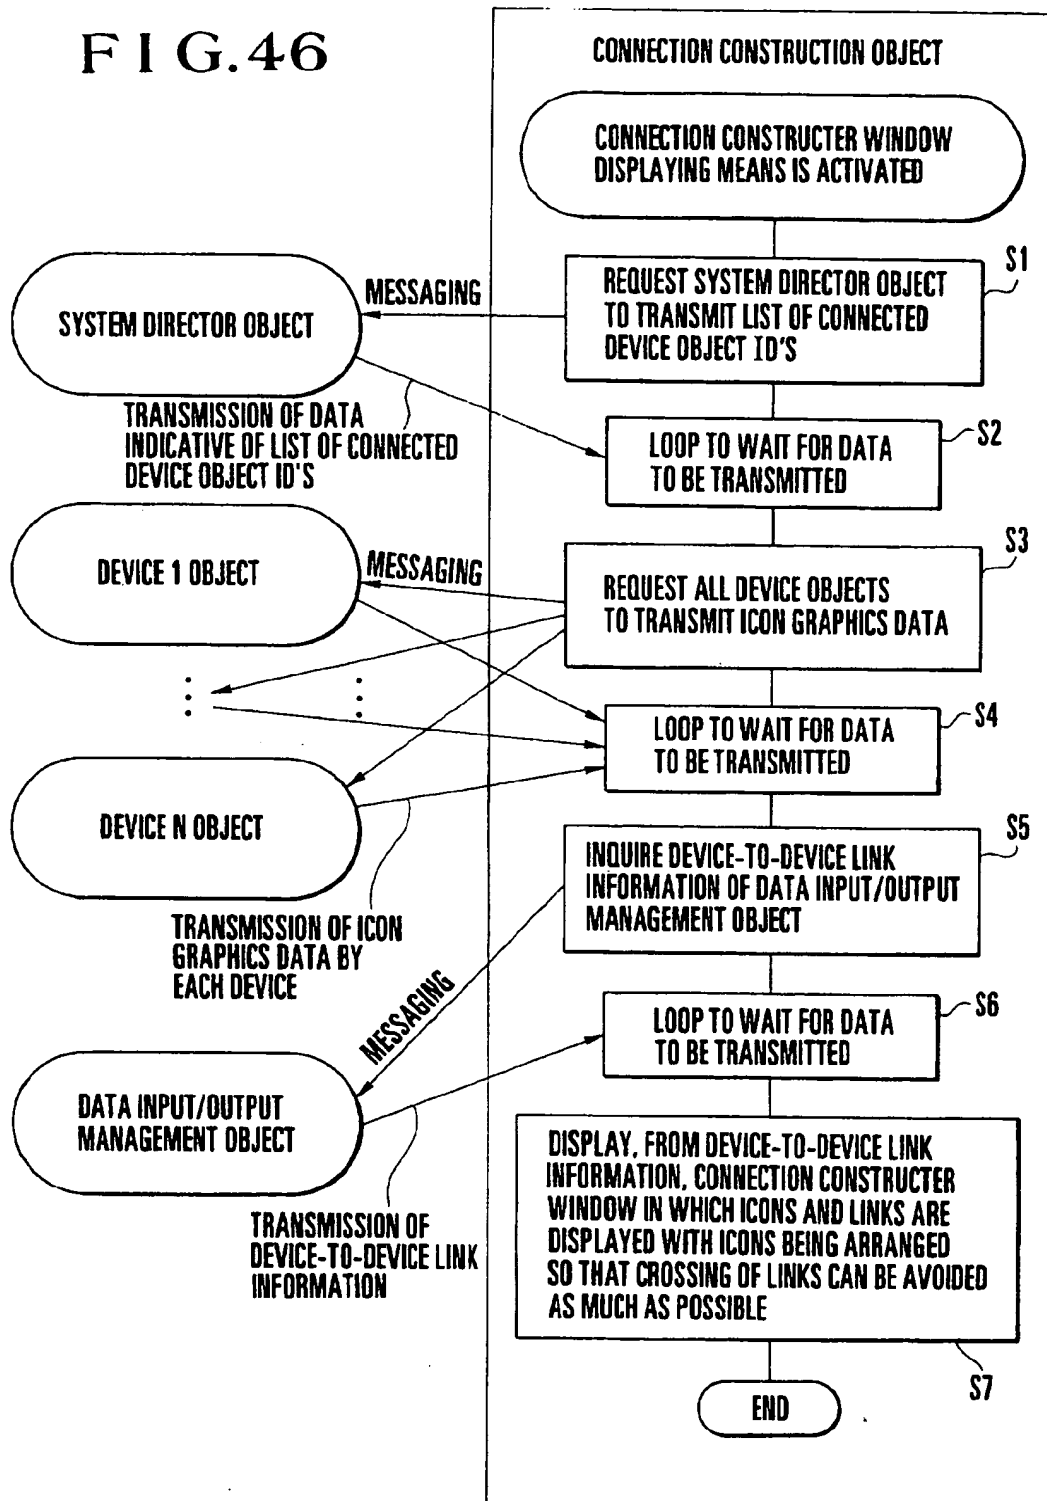 FIG.46
CONNECTION CONSTRUCTION OBJECT
CONNECTION CONSTRUCTER WINDOW
DISPLAYING MEANS IS ACTIVATED
S1
REQUEST SYSTEM DIRECTOR OBJECT
TO TRANSMIT LIST OF CONNECTED
DEVICE OBJECT ID'S
MESSAGING
SYSTEM DIRECTOR OBJECT
TRANSMISSION OF DATA
INDICATIVE OF LIST OF CONNECTED
DEVICE OBJECT ID'S
S2
LOOP TO WAIT FOR DATA
TO BE TRANSMITTED
S3
REQUEST ALL DEVICE OBJECTS
TO TRANSMIT ICON GRAPHICS DATA
MESSAGING
DEVICE 1 OBJECT
S4
LOOP TO WAIT FOR DATA
TO BE TRANSMITTED
DEVICE N OBJECT
TRANSMISSION OF ICON
GRAPHICS DATA BY
EACH DEVICE
S5
INQUIRE DEVICE-TO-DEVICE LINK
INFORMATION OF DATA INPUT/OUTPUT
MANAGEMENT OBJECT
MESSAGING
S6
LOOP TO WAIT FOR DATA
TO BE TRANSMITTED
DATA INPUT/OUTPUT
MANAGEMENT OBJECT
TRANSMISSION OF
DEVICE-TO-DEVICE LINK
INFORMATION
DISPLAY, FROM DEVICE-TO-DEVICE LINK
INFORMATION, CONNECTION CONSTRUCTER
WINDOW IN WHICH ICONS AND LINKS ARE
DISPLAYED WITH ICONS BEING ARRANGED
SO THAT CROSSING OF LINKS CAN BE AVOIDED
AS MUCH AS POSSIBLE
S7
END